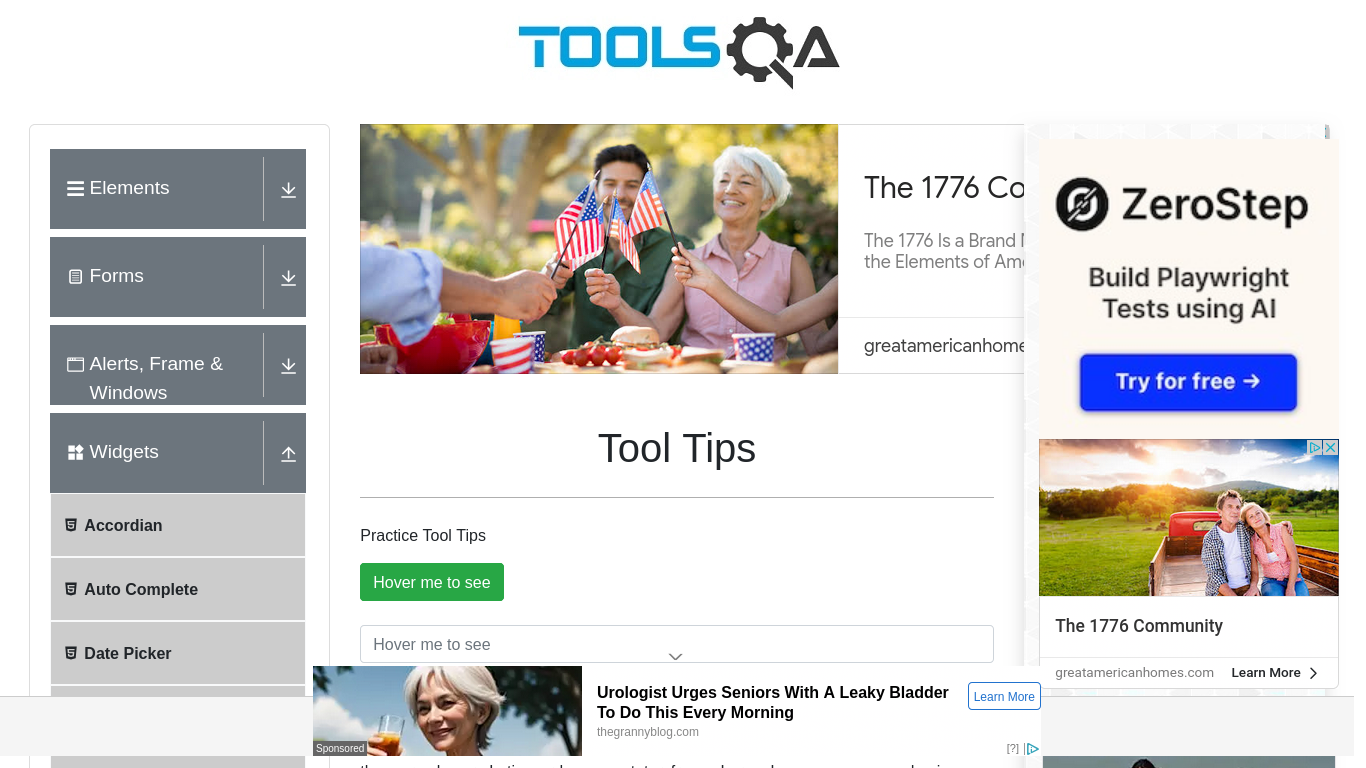 TOOLSQA
Elements
Forms
Alerts, Frame &
Windows
Widgets
Accordian
Auto Complete
Date Picker
The 1776 Co
The 1776 Is a Brand
the Elements of Ame
greatamericanhome
Tool Tips
Practice Tool Tips
Hover me to see
Hover me to see
ZeroStep
Build Playwright
Tests using AI
Try for free →
The 1776 Community
greatamericanhomes.com Learn More
Urologist Urges Seniors With A Leaky Bladder
To Do This Every Morning
thegrannyblog.com
Learn More
Sponsored
[?]